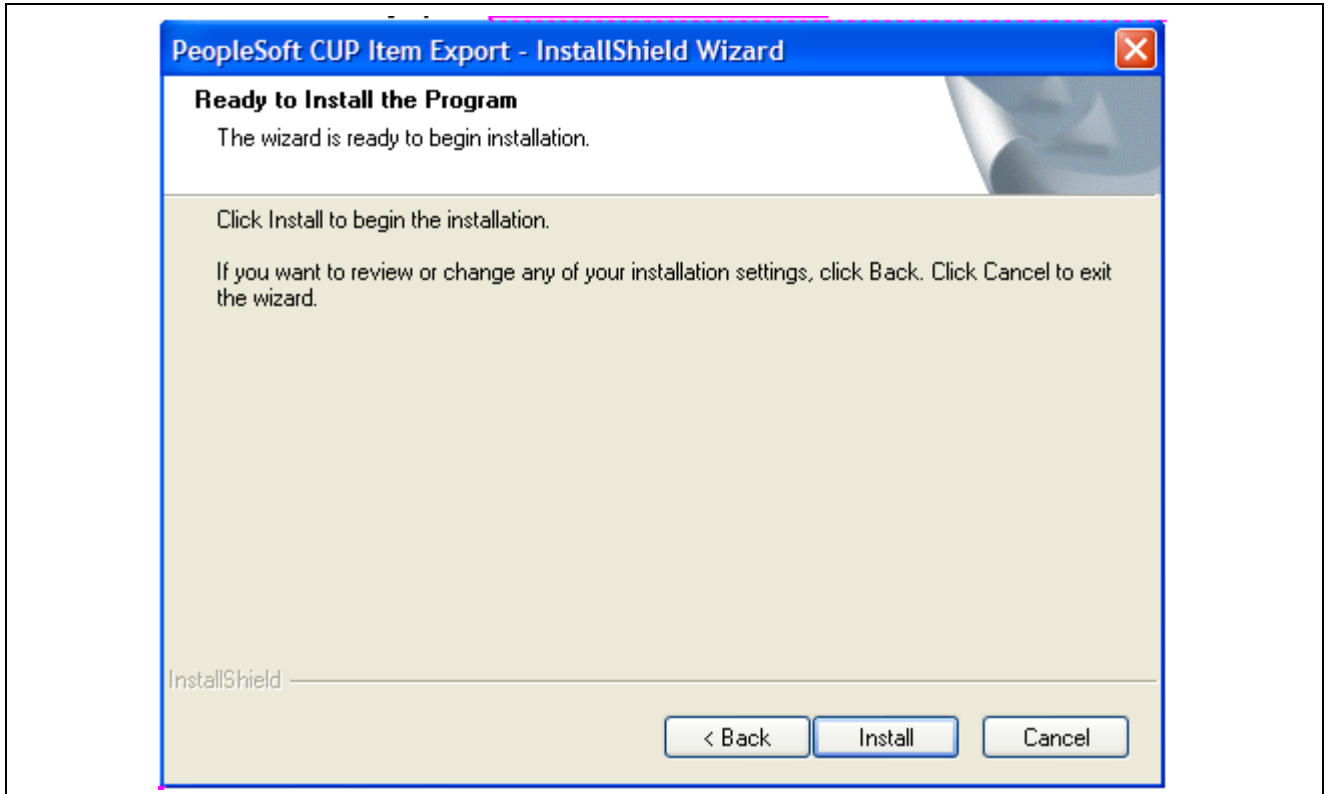 PeopleSoft CUP Item Export - InstallShield Wizard
Ready to Install the Program
The wizard is ready to begin installation.
Click Install to begin the installation.
If you want to review or change any of your installation settings, click Back. Click Cancel to exit
the wizard.
InstallShield
< Back
Install
Cancel